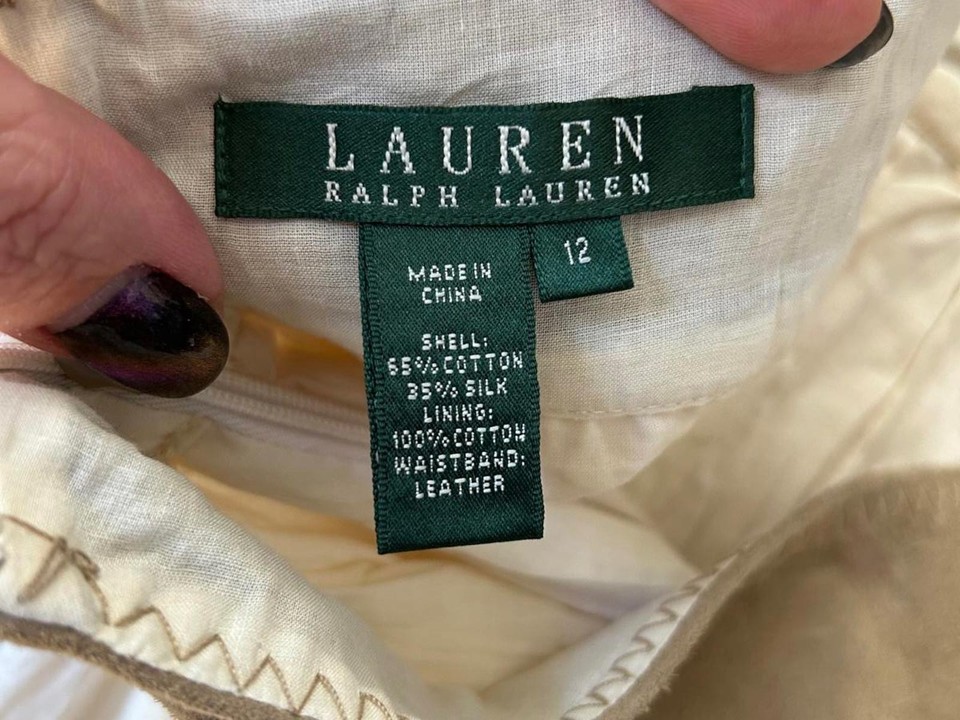 LAUREN
RALPH LAUREN
12
MADE IN
CHINA
SHELL:
65% COTTON
35% SILK
LINING:
100% COTTON
WAISTBAND:
LEATHER